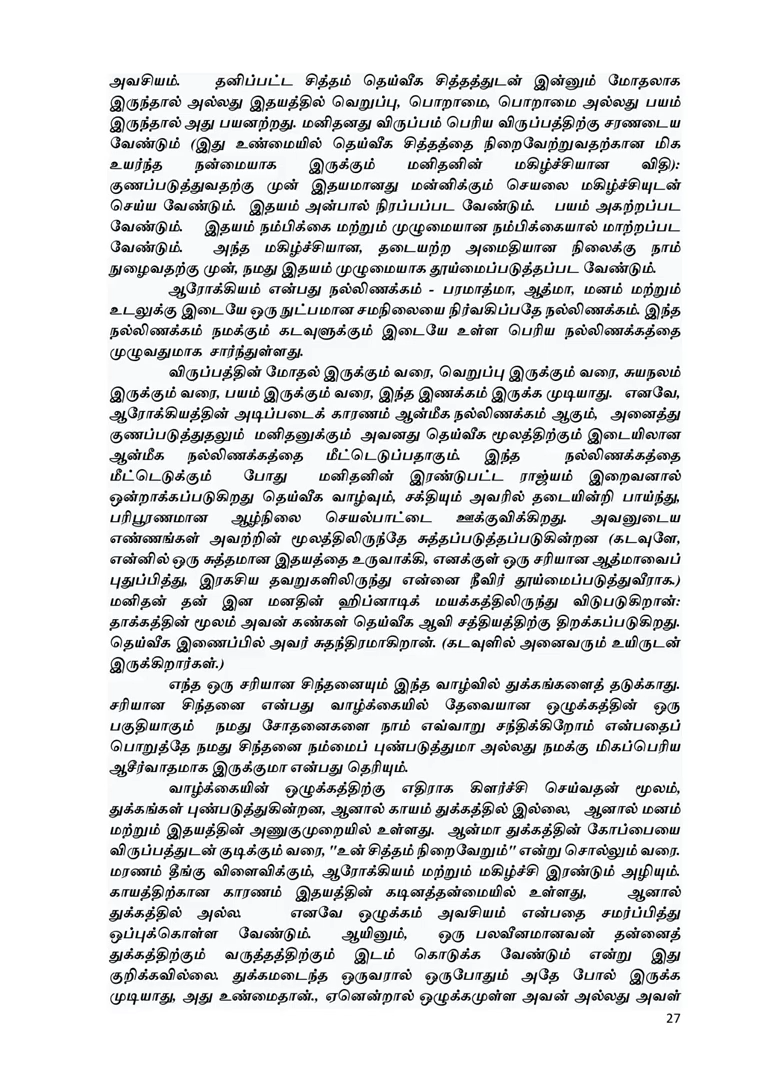 அவசியம். தனிப்பட்ட சித்தம் தெய்வீக சித்தத்துடன் இன்னும் மோதலாக
இருந்தால் அல்லது இதயத்தில் வெறுப்பு, பொறாமை, பொறாமை அல்லது பயம்
இருந்தால் அது பயனற்றது. மனிதனது விருப்பம் பெரிய விருப்பத்திற்கு சரணடைய
வேண்டும் (இது உண்மையில் தெய்வீக சித்தத்தை நிறைவேற்றுவதற்கான மிக
உயர்ந்த நன்மையாக இருக்கும் மனிதனின் மகிழ்ச்சியான விதி):
குணப்படுத்துவதற்கு முன் இதயமானது மன்னிக்கும் செயலை மகிழ்ச்சியுடன்
செய்ய வேண்டும். இதயம் அன்பால் நிரப்பப்பட வேண்டும். பயம் அகற்றப்பட
வேண்டும். இதயம் நம்பிக்கை மற்றும் முழுமையான நம்பிக்கையால் மாற்றப்பட
வேண்டும். அந்த மகிழ்ச்சியான, தடையற்ற அமைதியான நிலைக்கு நாம்
நுழைவதற்கு முன், நமது இதயம் முழுமையாக தூய்மைப்படுத்தப்பட வேண்டும்.
ஆரோக்கியம் என்பது நல்லிணக்கம் - பரமாத்மா, ஆத்மா, மனம் மற்றும்
உடலுக்கு இடையே ஒரு நுட்பமான சமநிலையை நிர்வகிப்பதே நல்லிணக்கம். இந்த
நல்லிணக்கம் நமக்கும் கடவுளுக்கும் இடையே உள்ள பெரிய நல்லிணக்கத்தை
முழுவதுமாக சார்ந்துள்ளது.
விருப்பத்தின் மோதல் இருக்கும் வரை, வெறுப்பு இருக்கும் வரை, சுயநலம்
இருக்கும் வரை, பயம் இருக்கும் வரை, இந்த இணக்கம் இருக்க முடியாது. எனவே,
ஆரோக்கியத்தின் அடிப்படைக் காரணம் ஆன்மீக நல்லிணக்கம் ஆகும், அனைத்து
குணப்படுத்துதலும் மனிதனுக்கும் அவனது தெய்வீக மூலத்திற்கும் இடையிலான
ஆன்மீக நல்லிணக்கத்தை மீட்டெடுப்பதாகும். இந்த நல்லிணக்கத்தை
மீட்டெடுக்கும் போது மனிதனின் இரண்டுபட்ட ராஜ்யம் இறைவனால்
ஒன்றாக்கப்படுகிறது தெய்வீக வாழ்வும், சக்தியும் அவரில் தடையின்றி பாய்ந்து,
பரிபூரணமான ஆழ்நிலை செயல்பாட்டை ஊக்குவிக்கிறது. அவனுடைய
எண்ணங்கள் அவற்றின் மூலத்திலிருந்தே சுத்தப்படுத்தப்படுகின்றன (கடவுளே,
என்னில் ஒரு சுத்தமான இதயத்தை உருவாக்கி, எனக்குள் ஒரு சரியான ஆத்மாவைப்
புதுப்பித்து, இரகசிய தவறுகளிலிருந்து என்னை நீவிர் தூய்மைப்படுத்துவீராக.)
மனிதன் தன் இன மனதின் ஹிப்னாடிக் மயக்கத்திலிருந்து விடுபடுகிறான்:
தாக்கத்தின் மூலம் அவன் கண்கள் தெய்வீக ஆவி சத்தியத்திற்கு திறக்கப்படுகிறது.
தெய்வீக இணைப்பில் அவர் சுதந்திரமாகிறான். (கடவுளில் அனைவரும் உயிருடன்
இருக்கிறார்கள்.)
எந்த ஒரு சரியான சிந்தனையும் இந்த வாழ்வில் துக்கங்களைத் தடுக்காது.
சரியான சிந்தனை என்பது வாழ்க்கையில் தேவையான ஒழுக்கத்தின் ஒரு
பகுதியாகும் நமது சோதனைகளை நாம் எவ்வாறு சந்திக்கிறோம் என்பதைப்
பொறுத்தே நமது சிந்தனை நம்மைப் புண்படுத்துமா அல்லது நமக்கு மிகப்பெரிய
ஆசீர்வாதமாக இருக்குமா என்பது தெரியும்.
வாழ்க்கையின் ஒழுக்கத்திற்கு எதிராக கிளர்ச்சி செய்வதன் மூலம்,
துக்கங்கள் புண்படுத்துகின்றன, ஆனால் காயம் துக்கத்தில் இல்லை, ஆனால் மனம்
மற்றும் இதயத்தின் அணுகுமுறையில் உள்ளது. ஆன்மா துக்கத்தின் கோப்பையை
விருப்பத்துடன் குடிக்கும் வரை, "உன் சித்தம் நிறைவேறும்" என்று சொல்லும் வரை.
மரணம் தீங்கு விளைவிக்கும், ஆரோக்கியம் மற்றும் மகிழ்ச்சி இரண்டும் அழியும்.
காயத்திற்கான காரணம் இதயத்தின் கடினத்தன்மையில் உள்ளது, ஆனால்
துக்கத்தில் அல்ல. எனவே ஒழுக்கம் அவசியம் என்பதை சமர்ப்பித்து
ஒப்புக்கொள்ள வேண்டும். ஆயினும், ஒரு பலவீனமானவன் தன்னைத்
துக்கத்திற்கும் வருத்தத்திற்கும் இடம் கொடுக்க வேண்டும் என்று இது
குறிக்கவில்லை. துக்கமடைந்த ஒருவரால் ஒருபோதும் அதே போல் இருக்க
முடியாது, அது உண்மைதான்., ஏனென்றால் ஒழுக்கமுள்ள அவன் அல்லது அவள்
27